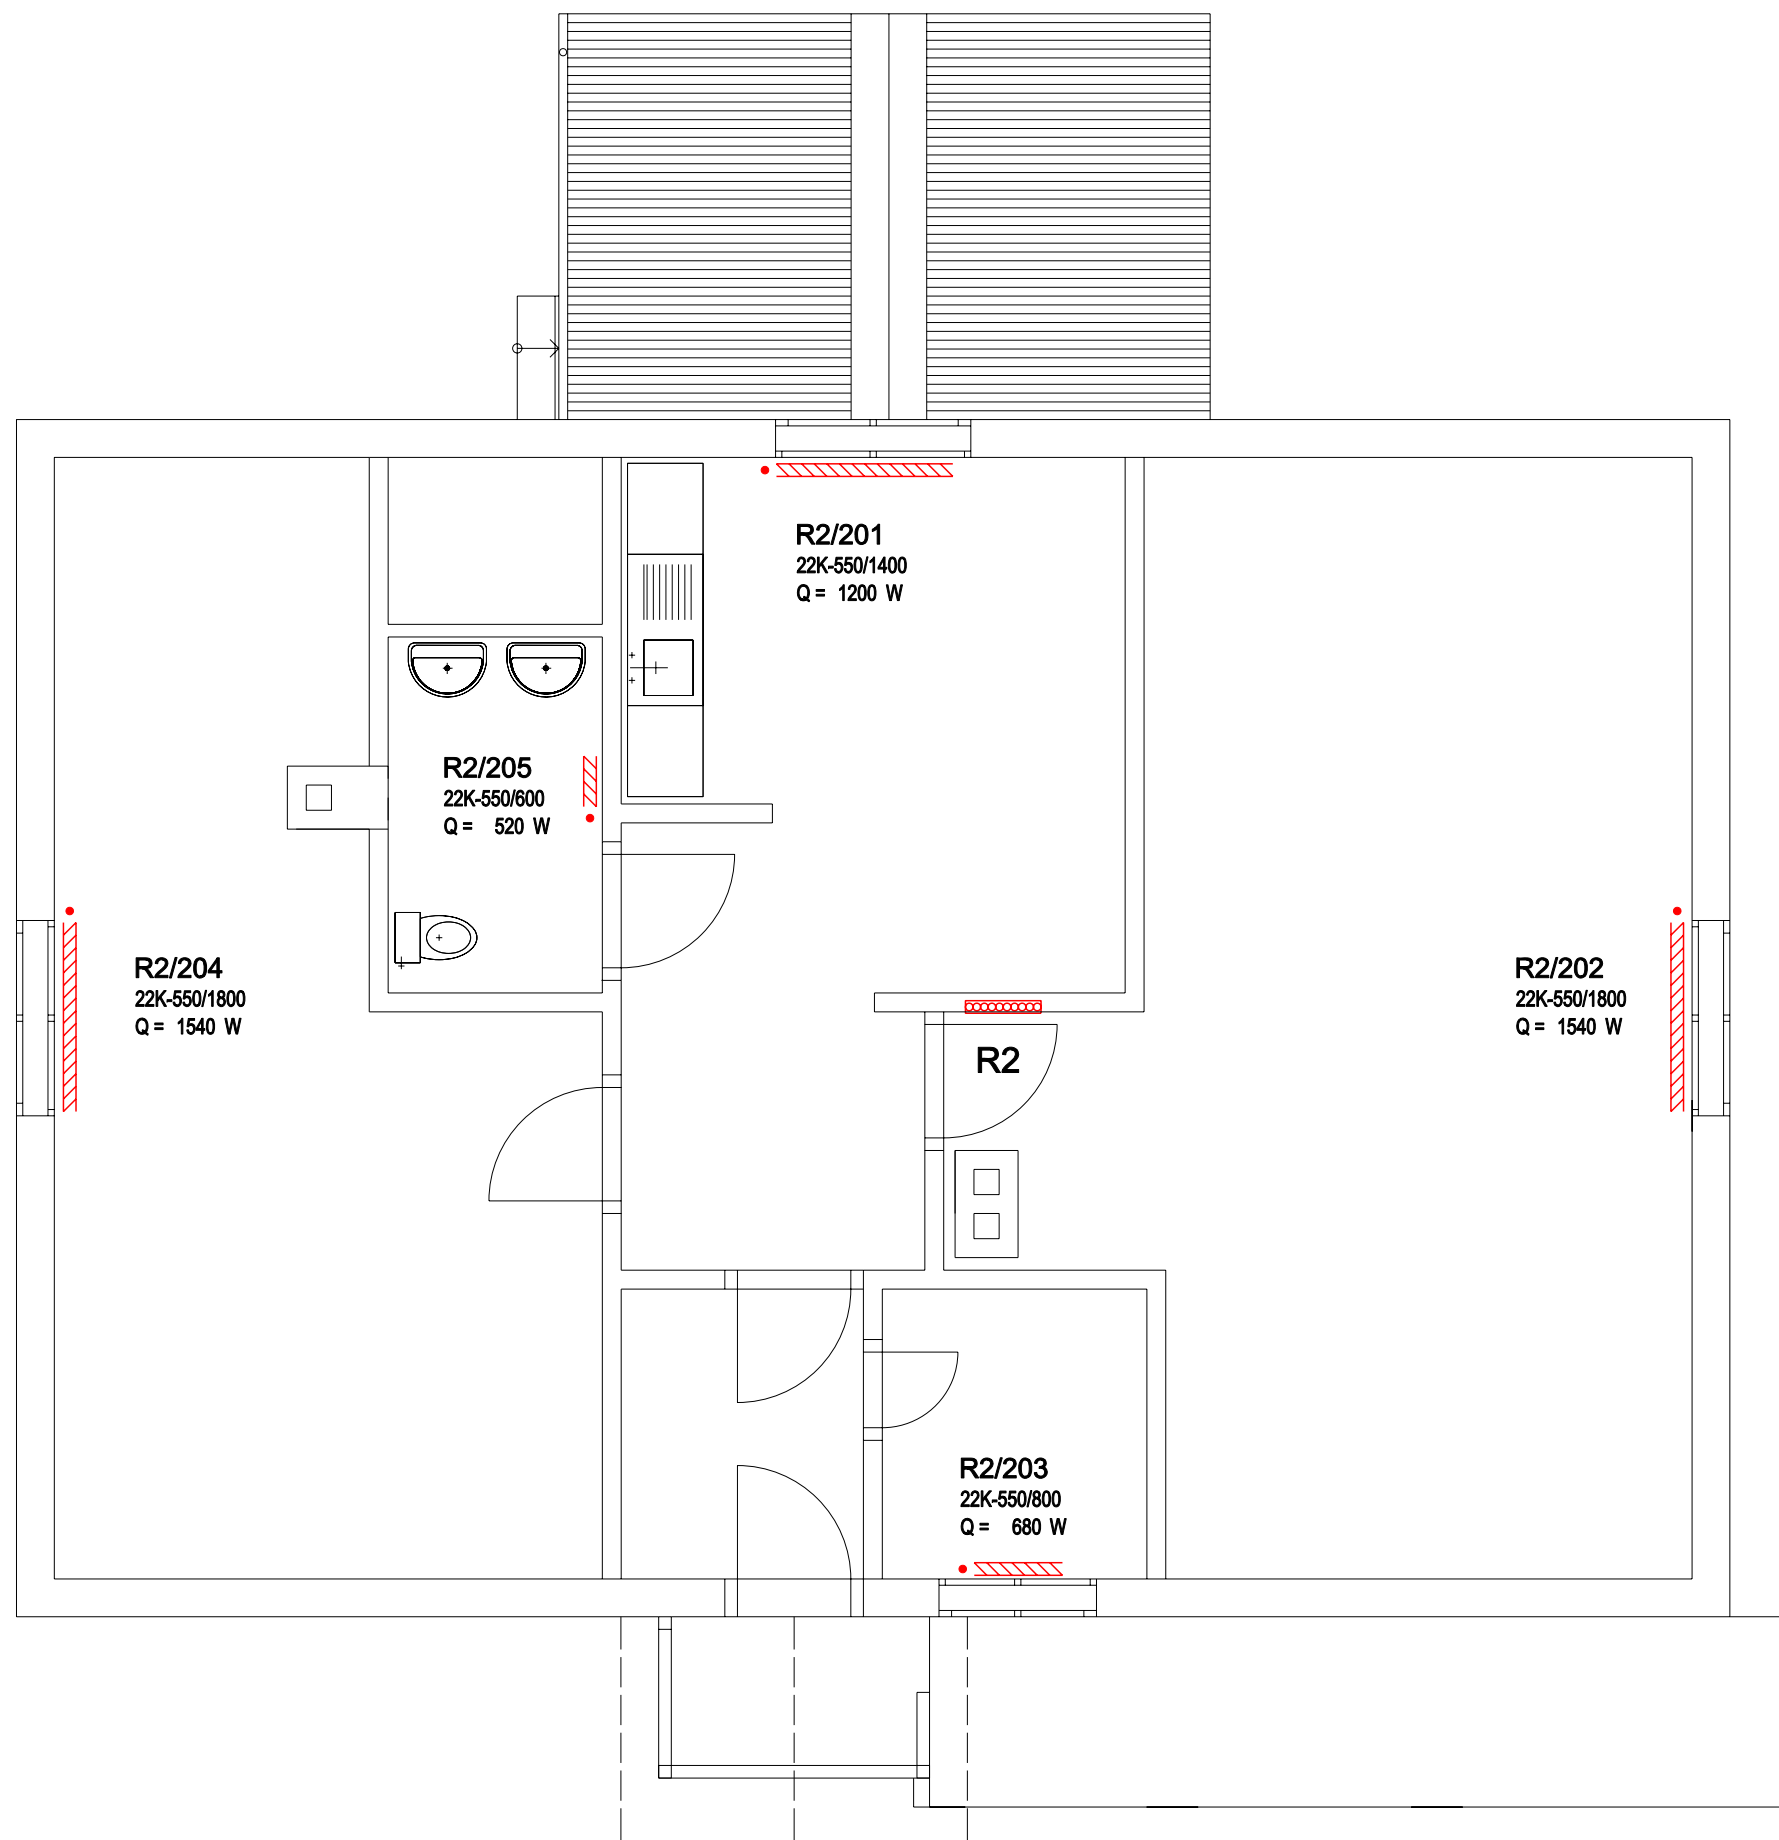 R2/201
22K-550/1400
Q = 1200 W
R2/205
22K-550/600
Q = 520 W
R2/204
22K-550/1800
Q = 1540 W
R2/202
22K-550/1800
Q = 1540 W
R2
R2/203
22K-550/800
Q = 680 W